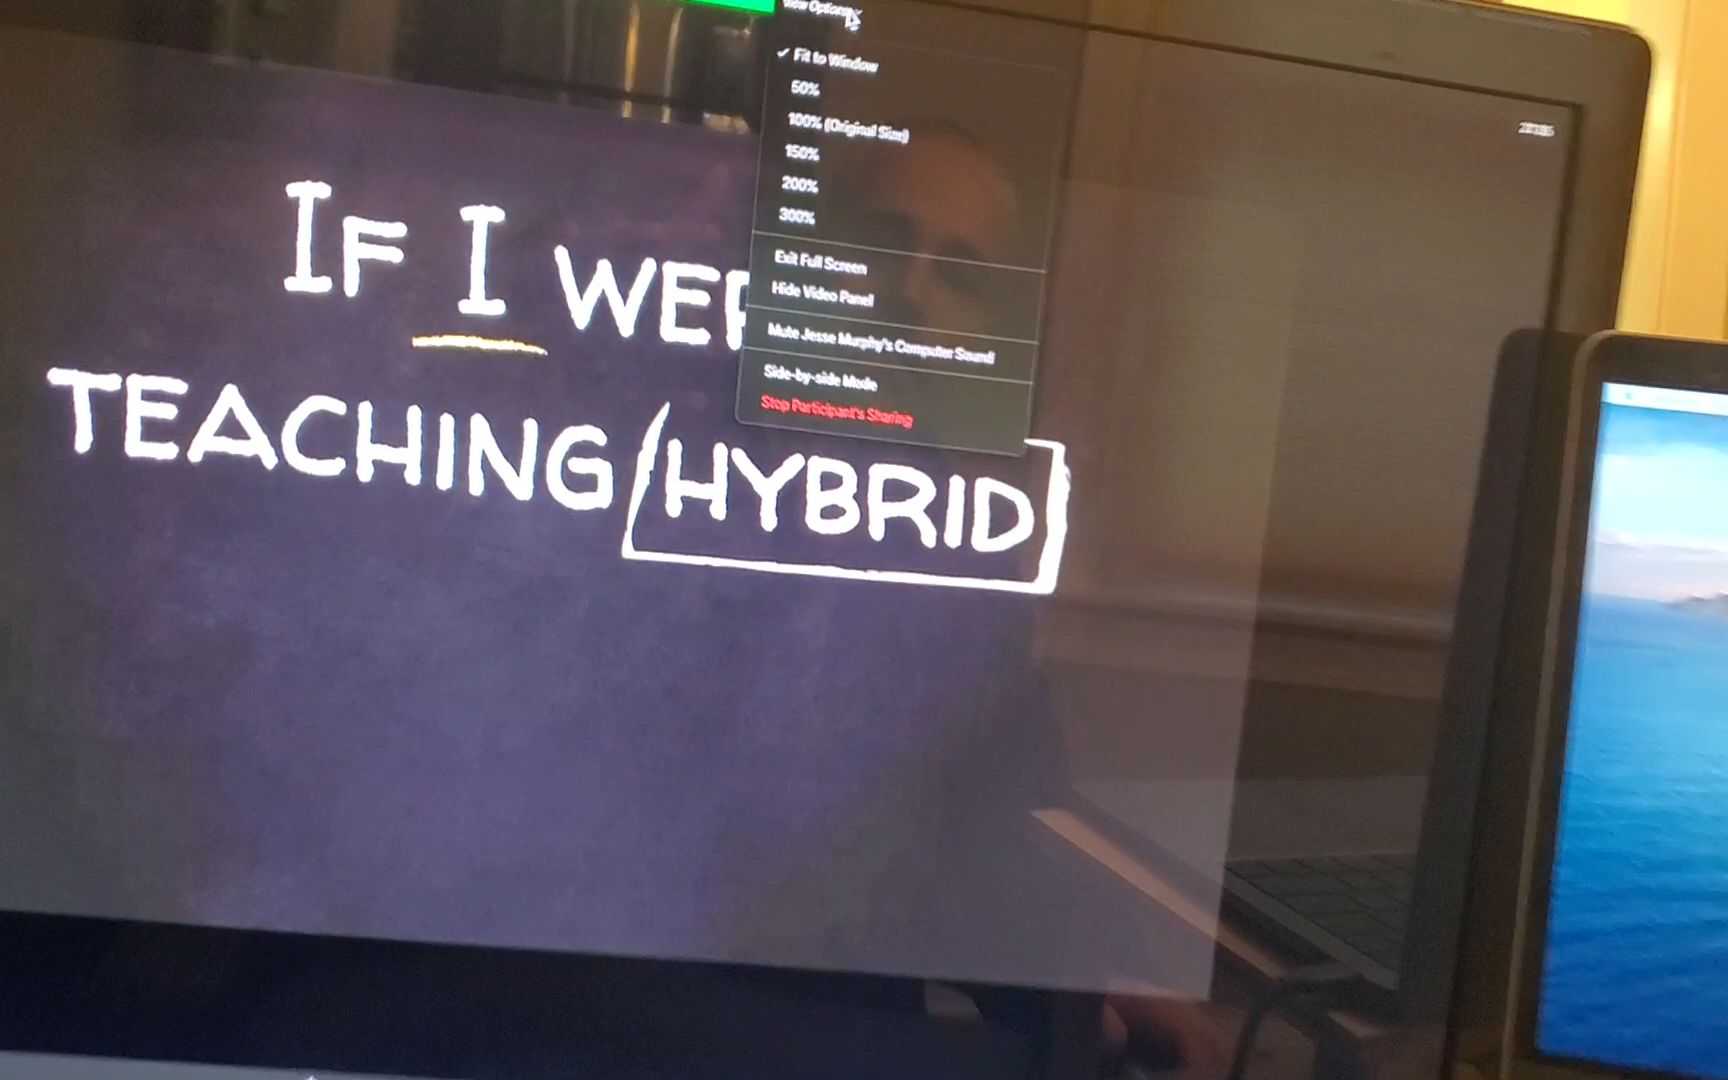 View Options
✓ Fit to Window
50%
100% (Original Size)
150%
200%
300%
Exit Full Screen
Hide Video Panel
Mute Jesse Murphy's Computer Sound
Side-by-side Mode
Stop Participant's Sharing
IF I WER
TEACHING HYBRID